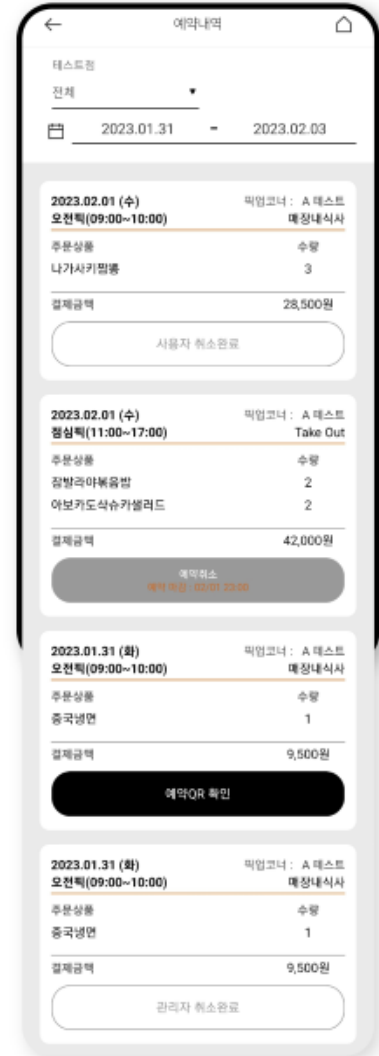 예약내역
테스트점
전체
2023.01.31 - 2023.02.03
2023.02.01 (수) 픽업코너 : A 테스트
오전픽(09:00~10:00) 매장내식사
주문상품 수량
나가사키짬뽕 3
결제금액 28,500원
사용자 취소완료
2023.02.01 (수) 픽업코너 : A 테스트
점심픽(11:00~17:00) Take Out
주문상품 수량
잠발라야볶음밥 2
아보카도삭슈카샐러드 2
결제금액 42,000원
예약취소
예약 마감 : 02/01 23:00
2023.01.31 (화) 픽업코너 : A 테스트
오전픽(09:00~10:00) 매장내식사
주문상품 수량
중국냉면 1
결제금액 9,500원
예약QR 확인
2023.01.31 (화) 픽업코너 : A 테스트
오전픽(09:00~10:00) 매장내식사
주문상품 수량
중국냉면 1
결제금액 9,500원
관리자 취소완료